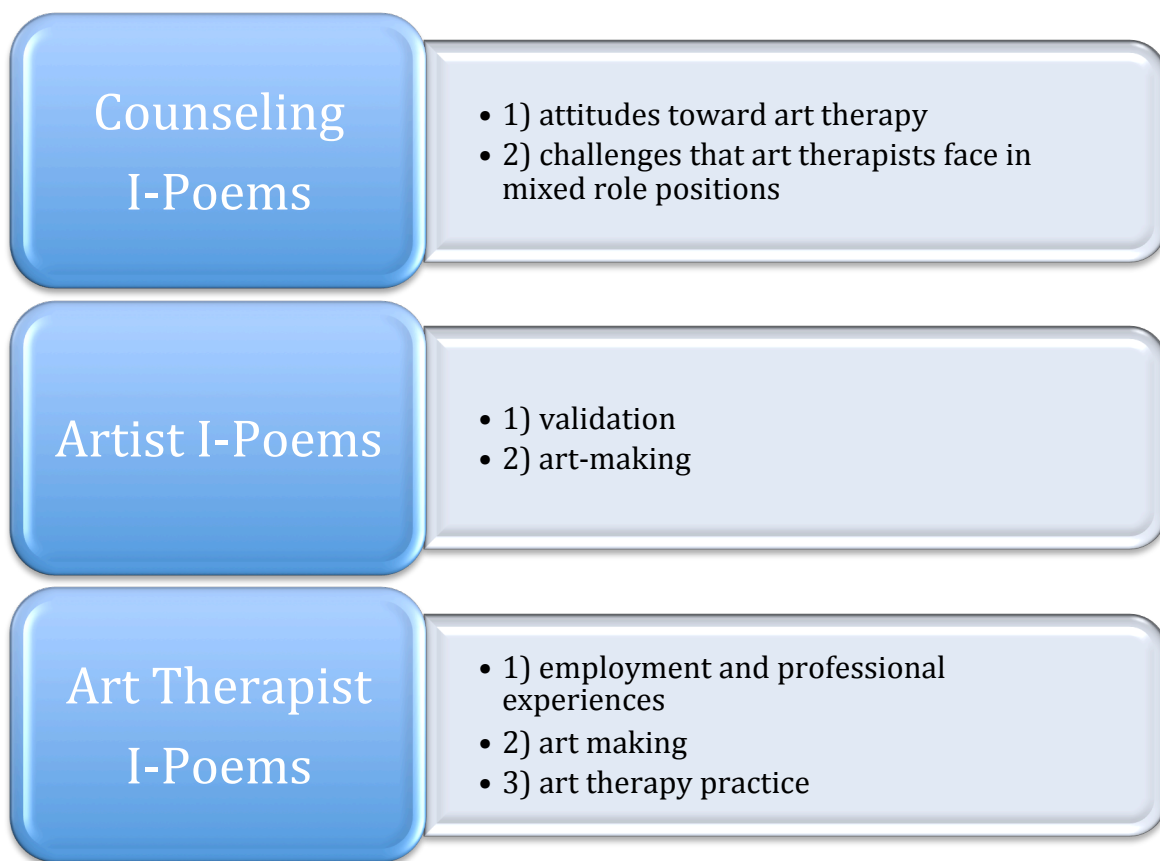 Counseling
I-Poems
• 1) attitudes toward art therapy
• 2) challenges that art therapists face in
mixed role positions
Artist I-Poems
• 1) validation
• 2) art-making
Art Therapist
I-Poems
• 1) employment and professional
experiences
• 2) art making
• 3) art therapy practice